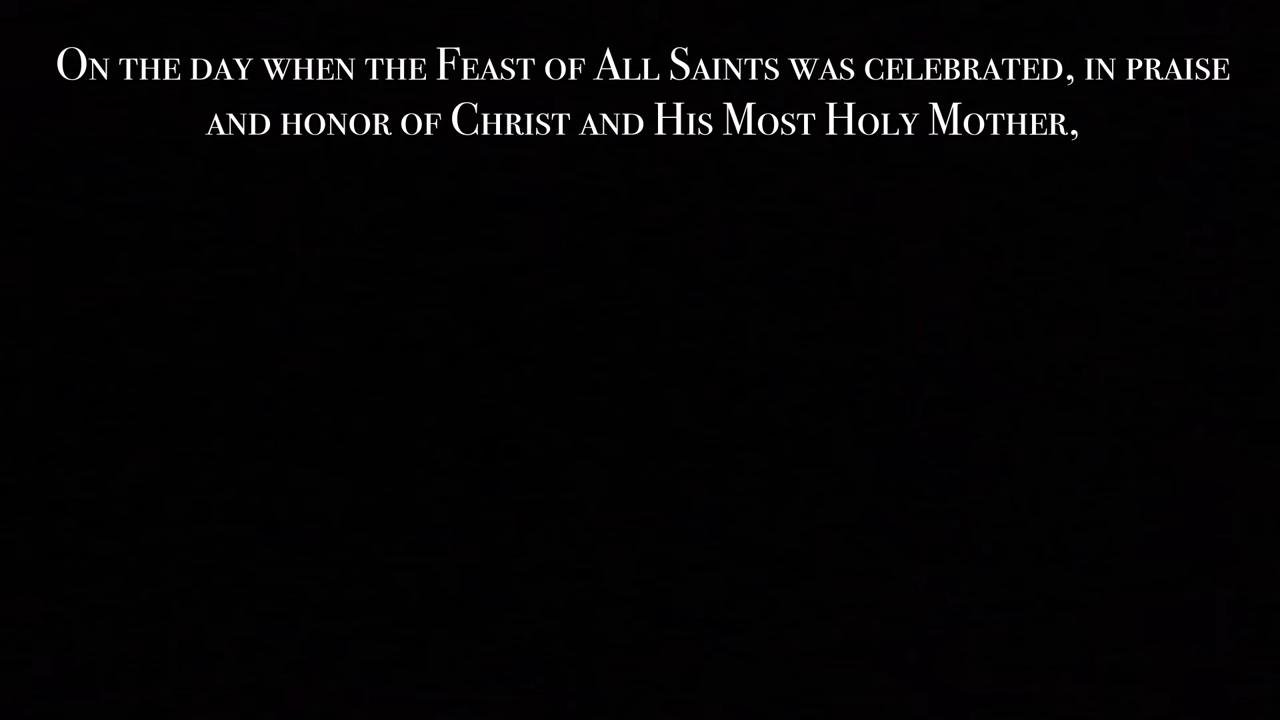 On the day when the Feast of All Saints was celebrated, in praise
and honor of Christ and His Most Holy Mother,